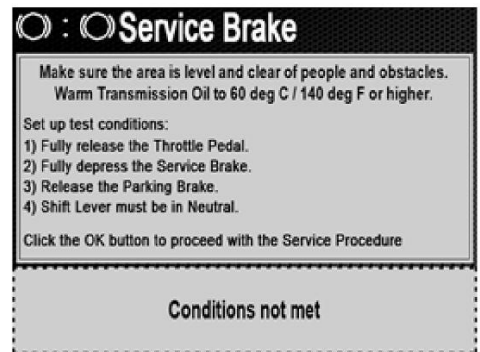 Service Brake
Make sure the area is level and clear of people and obstacles.
Warm Transmission Oil to 60 deg C / 140 deg F or higher.
Set up test conditions:
1) Fully release the Throttle Pedal.
2) Fully depress the Service Brake.
3) Release the Parking Brake.
4) Shift Lever must be in Neutral.
Click the OK button to proceed with the Service Procedure
Conditions not met